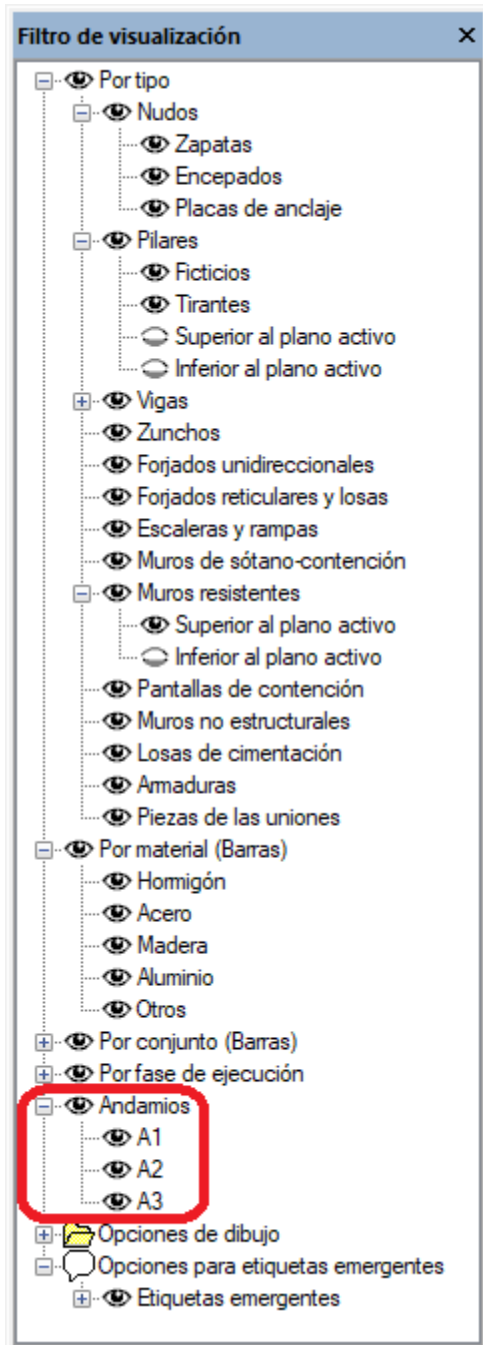 Filtro de visualización
Por tipo
Nudos
Zapatas
Encepados
Placas de anclaje
Pilares
Ficticios
Tirantes
Superior al plano activo
Inferior al plano activo
Vigas
Zunchos
Forjados unidireccionales
Forjados reticulares y losas
Escaleras y rampas
Muros de sótano-contención
Muros resistentes
Superior al plano activo
Inferior al plano activo
Pantallas de contención
Muros no estructurales
Losas de cimentación
Armaduras
Piezas de las uniones
Por material (Barras)
Hormigón
Acero
Madera
Aluminio
Otros
Por conjunto (Barras)
Por fase de ejecución
Andamios
A1
A2
A3
Opciones de dibujo
Opciones para etiquetas emergentes
Etiquetas emergentes